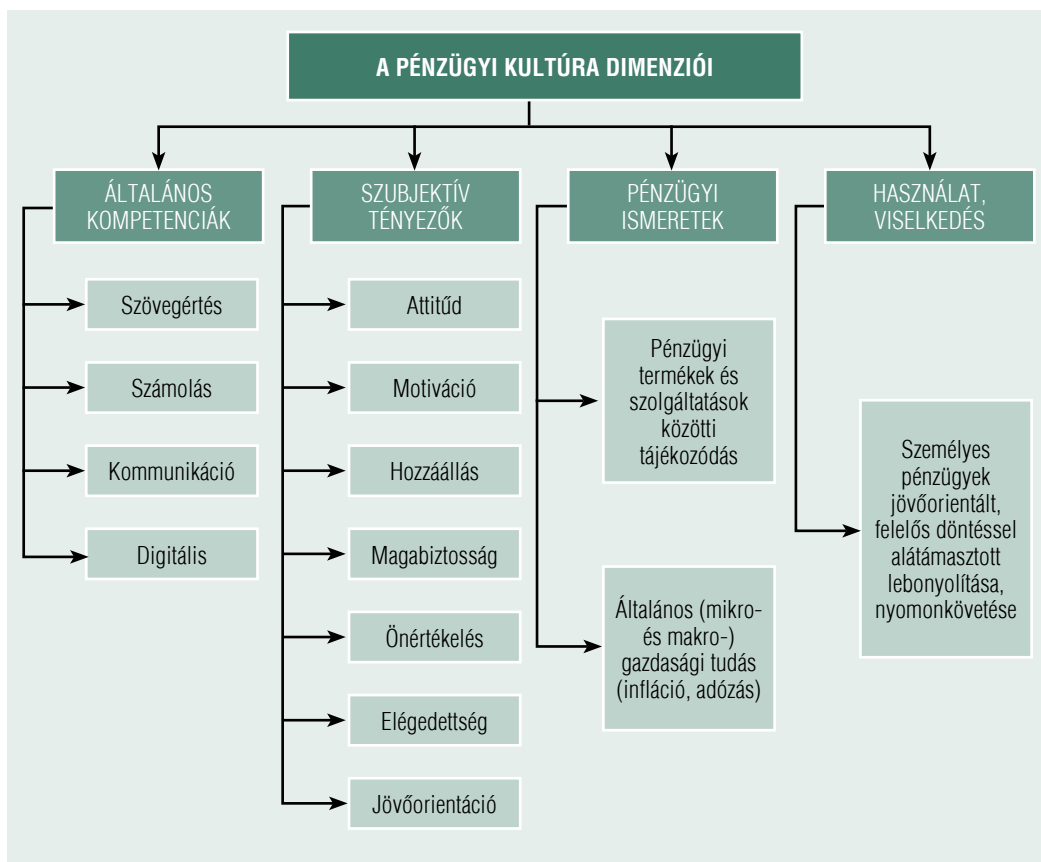 A PÉNZÜGYI KULTÚRA DIMENZIÓI
ÁLTALÁNOS
KOMPETENCIÁK
Szövegértés
Számolás
Kommunikáció
Digitális
SZUBJEKTÍV
TÉNYEZŐK
Attitűd
Motiváció
Hozzáállás
Magabiztosság
Önértékelés
Elégedettség
Jövőorientáció
PÉNZÜGYI
ISMERETEK
Pénzügyi
termékek és
szolgáltatások
közötti
tájékozódás
Általános (mikro-
és makro-)
gazdasági tudás
(infláció, adózás)
HASZNÁLAT,
VISELKEDÉS
Személyes
pénzügyek
jövőorientált,
felelős döntéssel
alátámasztott
lebonyolítása,
nyomonkövetése